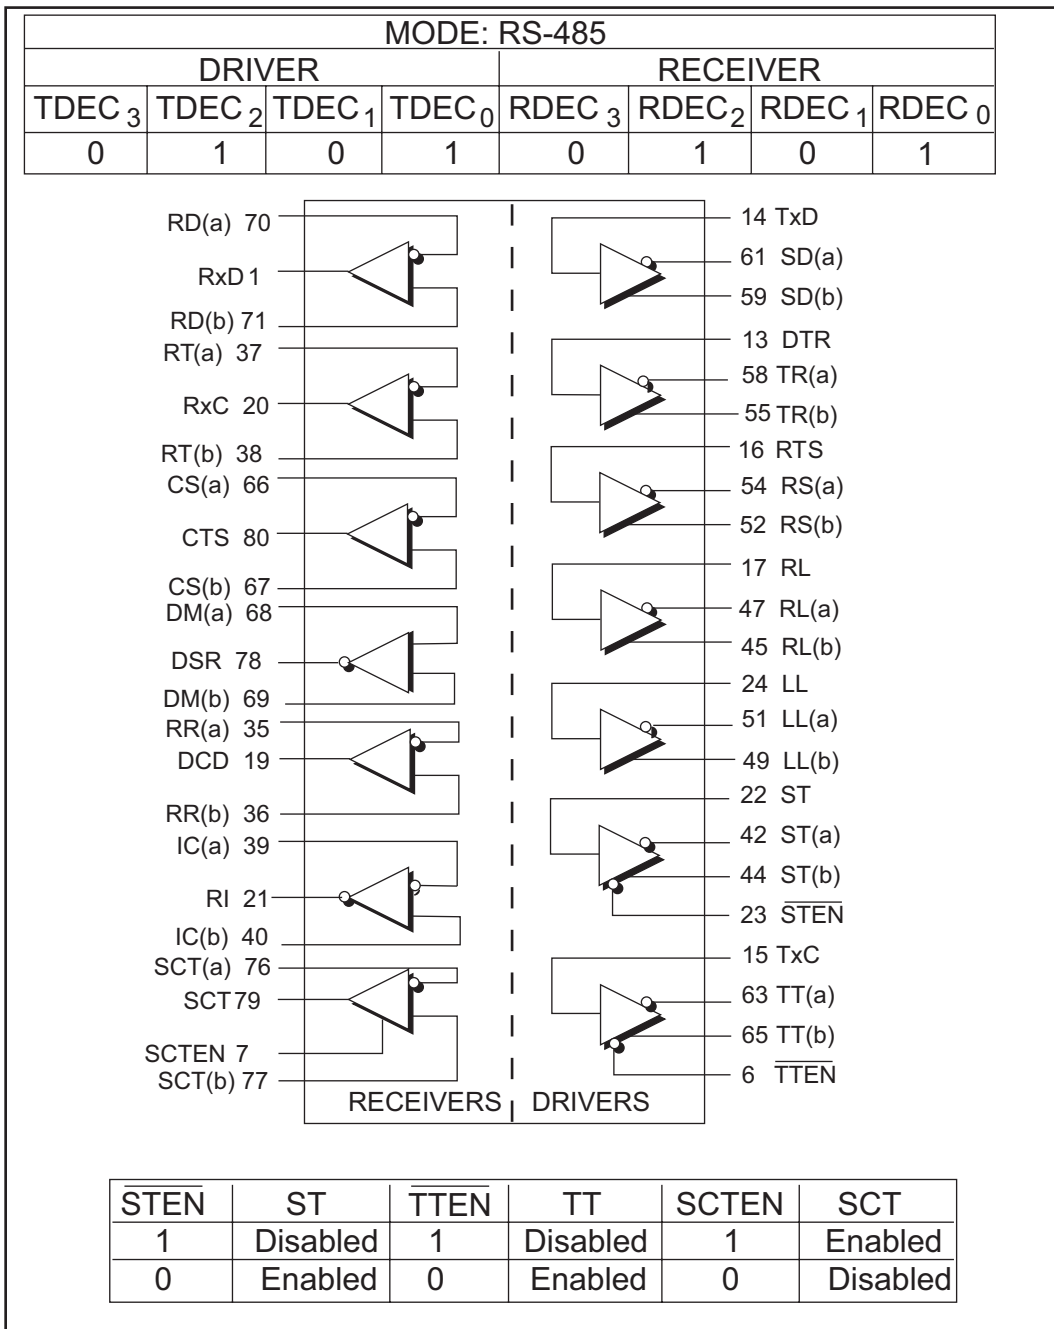 MODE: RS-485
DRIVER RECEIVER
TDEC3 TDEC2 TDEC1 TDEC0 RDEC3 RDEC2 RDEC1 RDEC0
0 1 0 1 0 1 0 1
RD(a) 70
RxD 1
RD(b) 71
RT(a) 37
RxC 20
RT(b) 38
CS(a) 66
CTS 80
CS(b) 67
DM(a) 68
DSR 78
DM(b) 69
RR(a) 35
DCD 19
RR(b) 36
IC(a) 39
RI 21
IC(b) 40
SCT(a) 76
SCT 79
SCTEN 7
SCT(b) 77
14 TxD
61 SD(a)
59 SD(b)
13 DTR
58 TR(a)
55 TR(b)
16 RTS
54 RS(a)
52 RS(b)
17 RL
47 RL(a)
45 RL(b)
24 LL
51 LL(a)
49 LL(b)
22 ST
42 ST(a)
44 ST(b)
23 STEN
15 TxC
63 TT(a)
65 TT(b)
6 TTEN
RECEIVERS DRIVERS
STEN ST TTEN TT SCTEN SCT
1 Disabled 1 Disabled 1 Enabled
0 Enabled 0 Enabled 0 Disabled